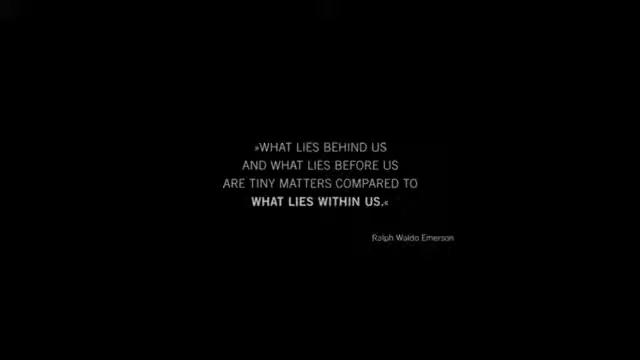 »WHAT LIES BEHIND US
AND WHAT LIES BEFORE US
ARE TINY MATTERS COMPARED TO
WHAT LIES WITHIN US.«
Ralph Waldo Emerson